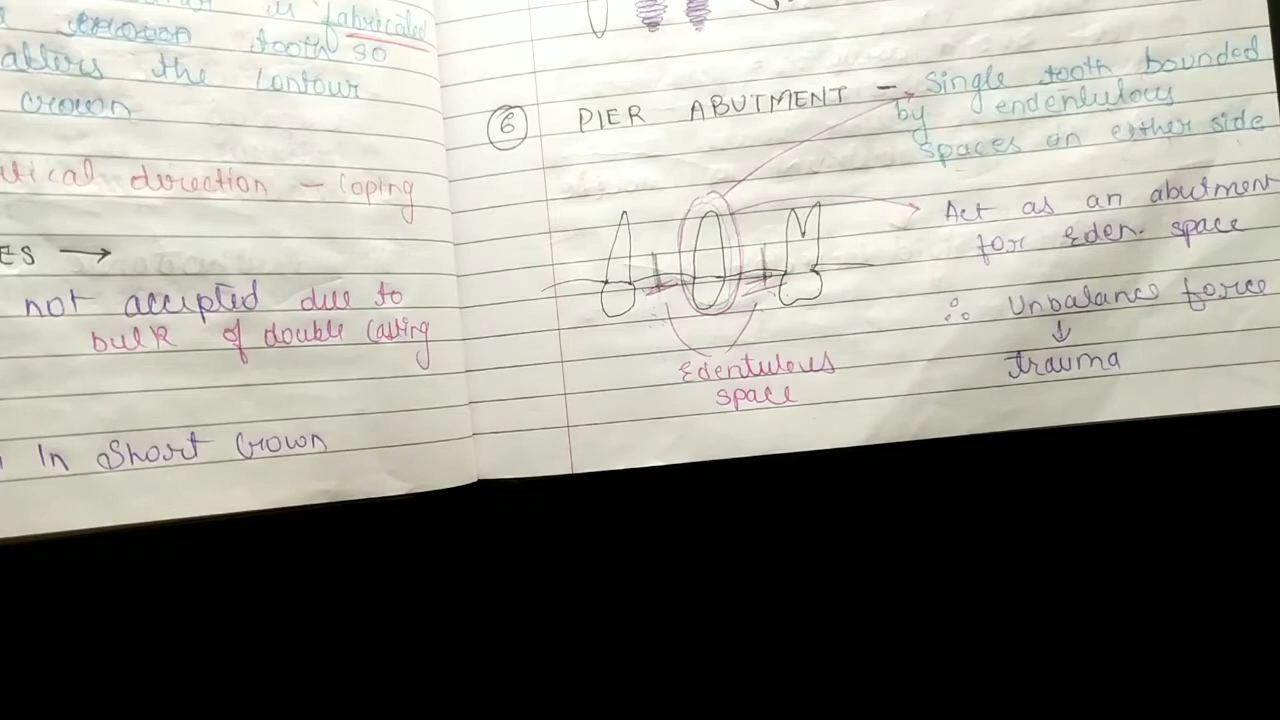 is fabricated
tooth so
alters the contour
crown
direction - coping
ES →
not accepted due to
bulk of double casting
In Short Crown
6 PIER ABUTMENT - Single tooth bounded
by endentulous
spaces on either side
Act as an abutment
for Eden. space
∴ Unbalance force
↓
trauma
Edentulous
space